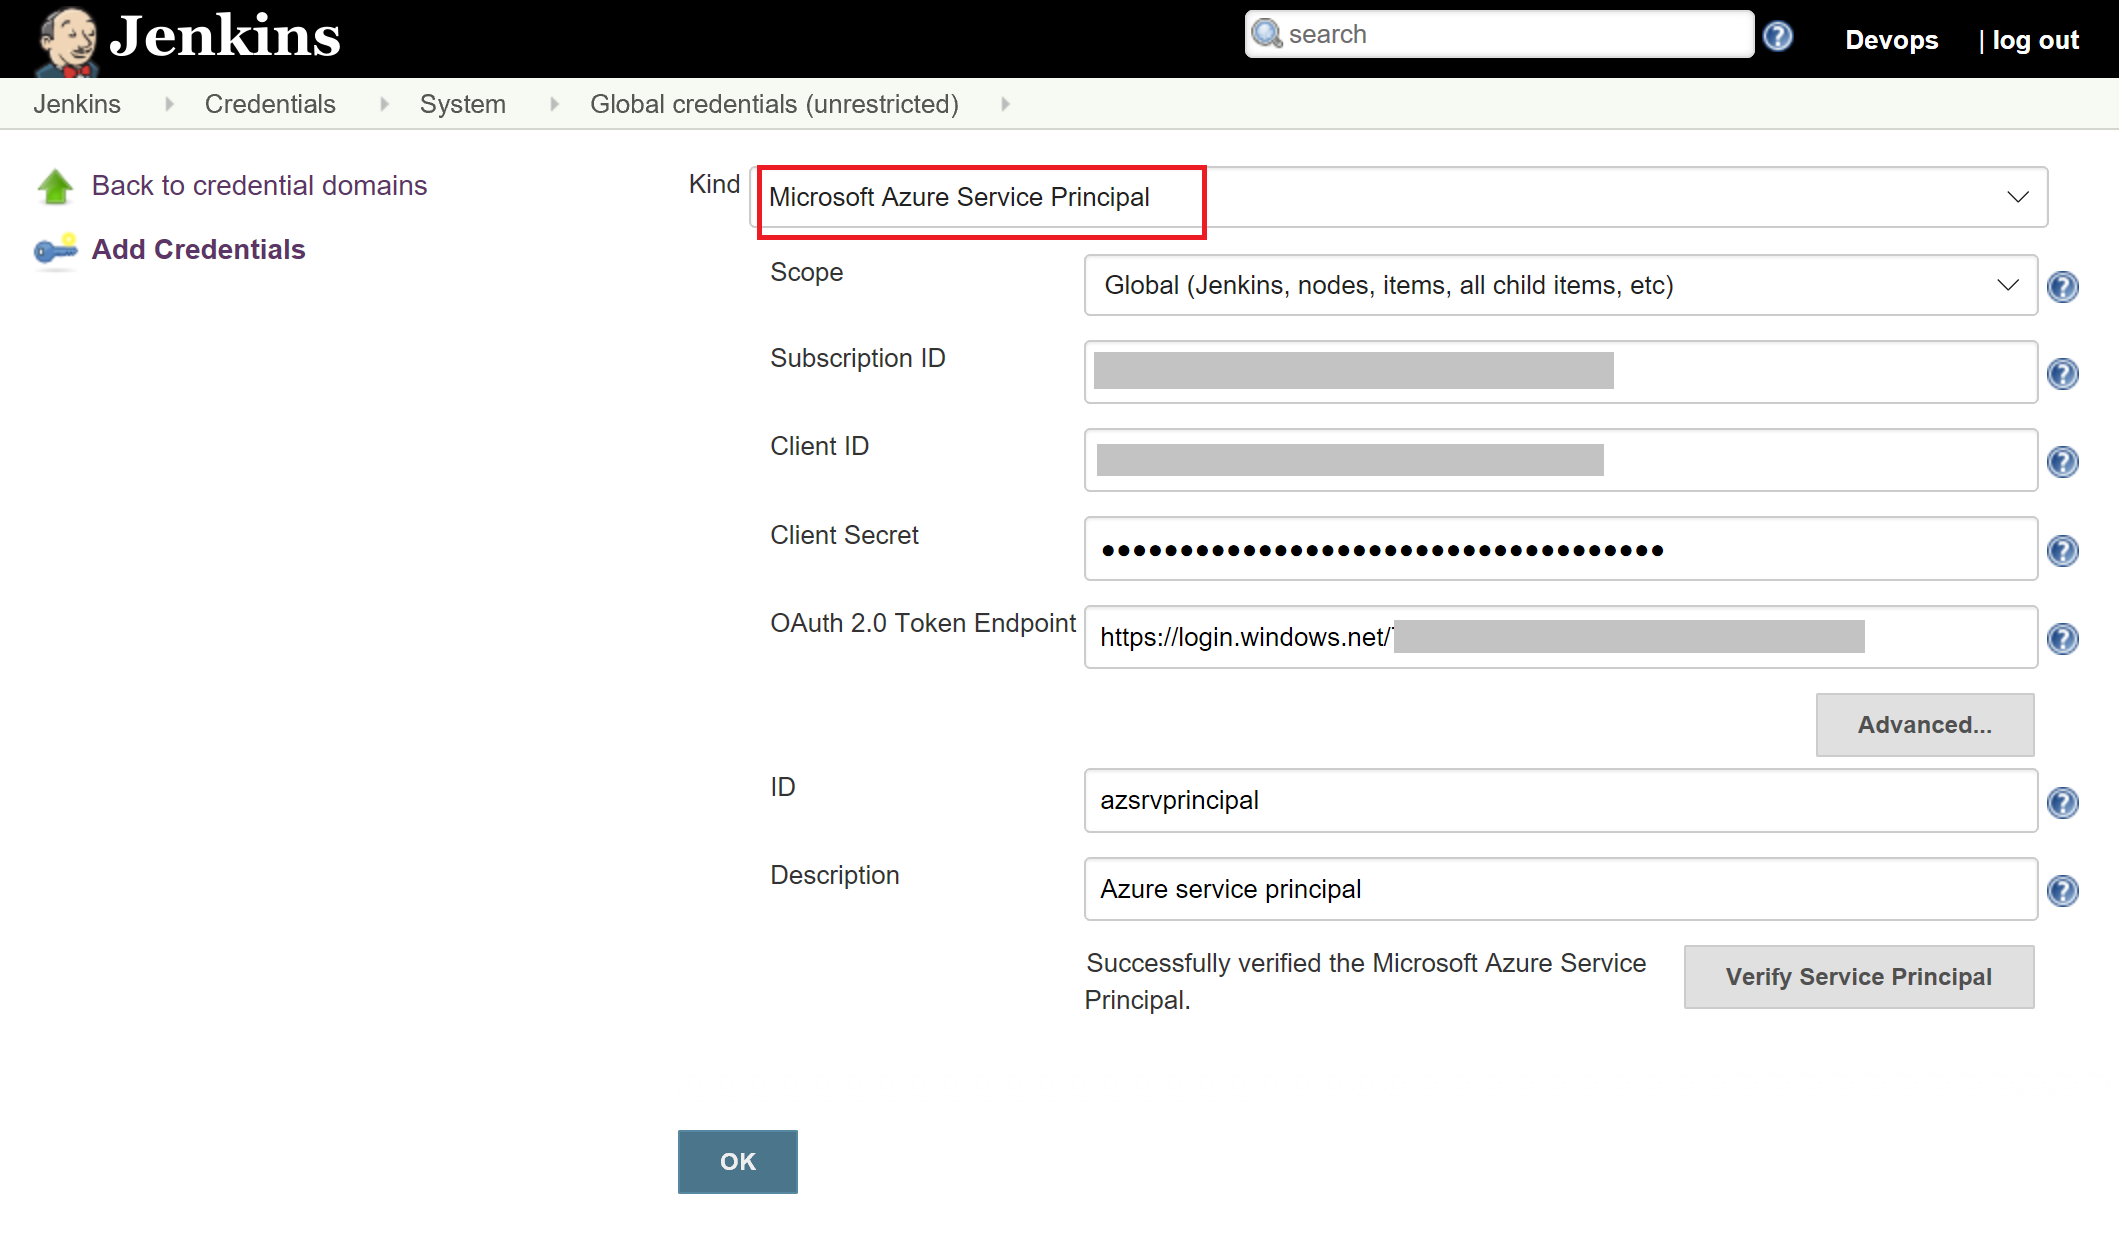 Jenkins
search
Devops
| log out
Jenkins
Credentials
System
Global credentials (unrestricted)
Back to credential domains
Add Credentials
Kind
Microsoft Azure Service Principal
Scope
Global (Jenkins, nodes, items, all child items, etc)
Subscription ID
Client ID
Client Secret
OAuth 2.0 Token Endpoint
https://login.windows.net/
Advanced...
ID
azsrvprincipal
Description
Azure service principal
Successfully verified the Microsoft Azure Service
Principal.
Verify Service Principal
OK